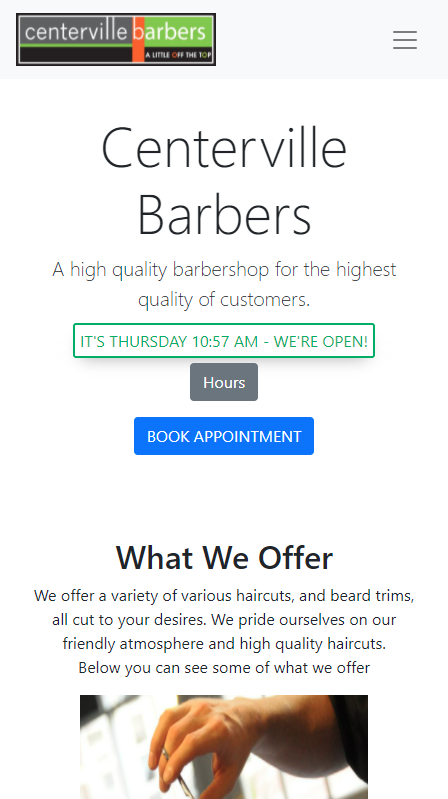 centerville barbers
A LITTLE OFF THE TOP
Centerville
Barbers
A high quality barbershop for the highest
quality of customers.
IT'S THURSDAY 10:57 AM - WE'RE OPEN!
Hours
BOOK APPOINTMENT
What We Offer
We offer a variety of various haircuts, and beard trims,
all cut to your desires. We pride ourselves on our
friendly atmosphere and high quality haircuts.
Below you can see some of what we offer